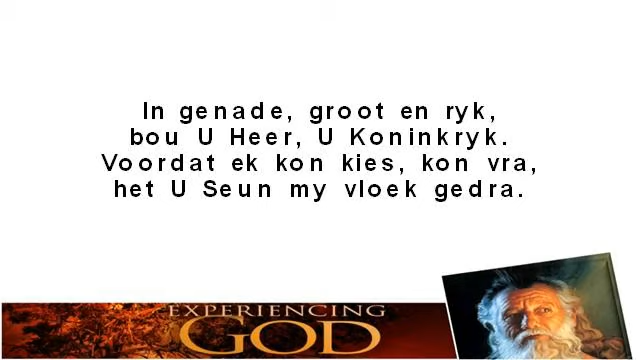 In genade, groot en ryk,
bou U Heer, U Koninkryk.
Voordat ek kon kies, kon vra,
het U Seun my vloek gedra.
EXPERIENCING
GOD